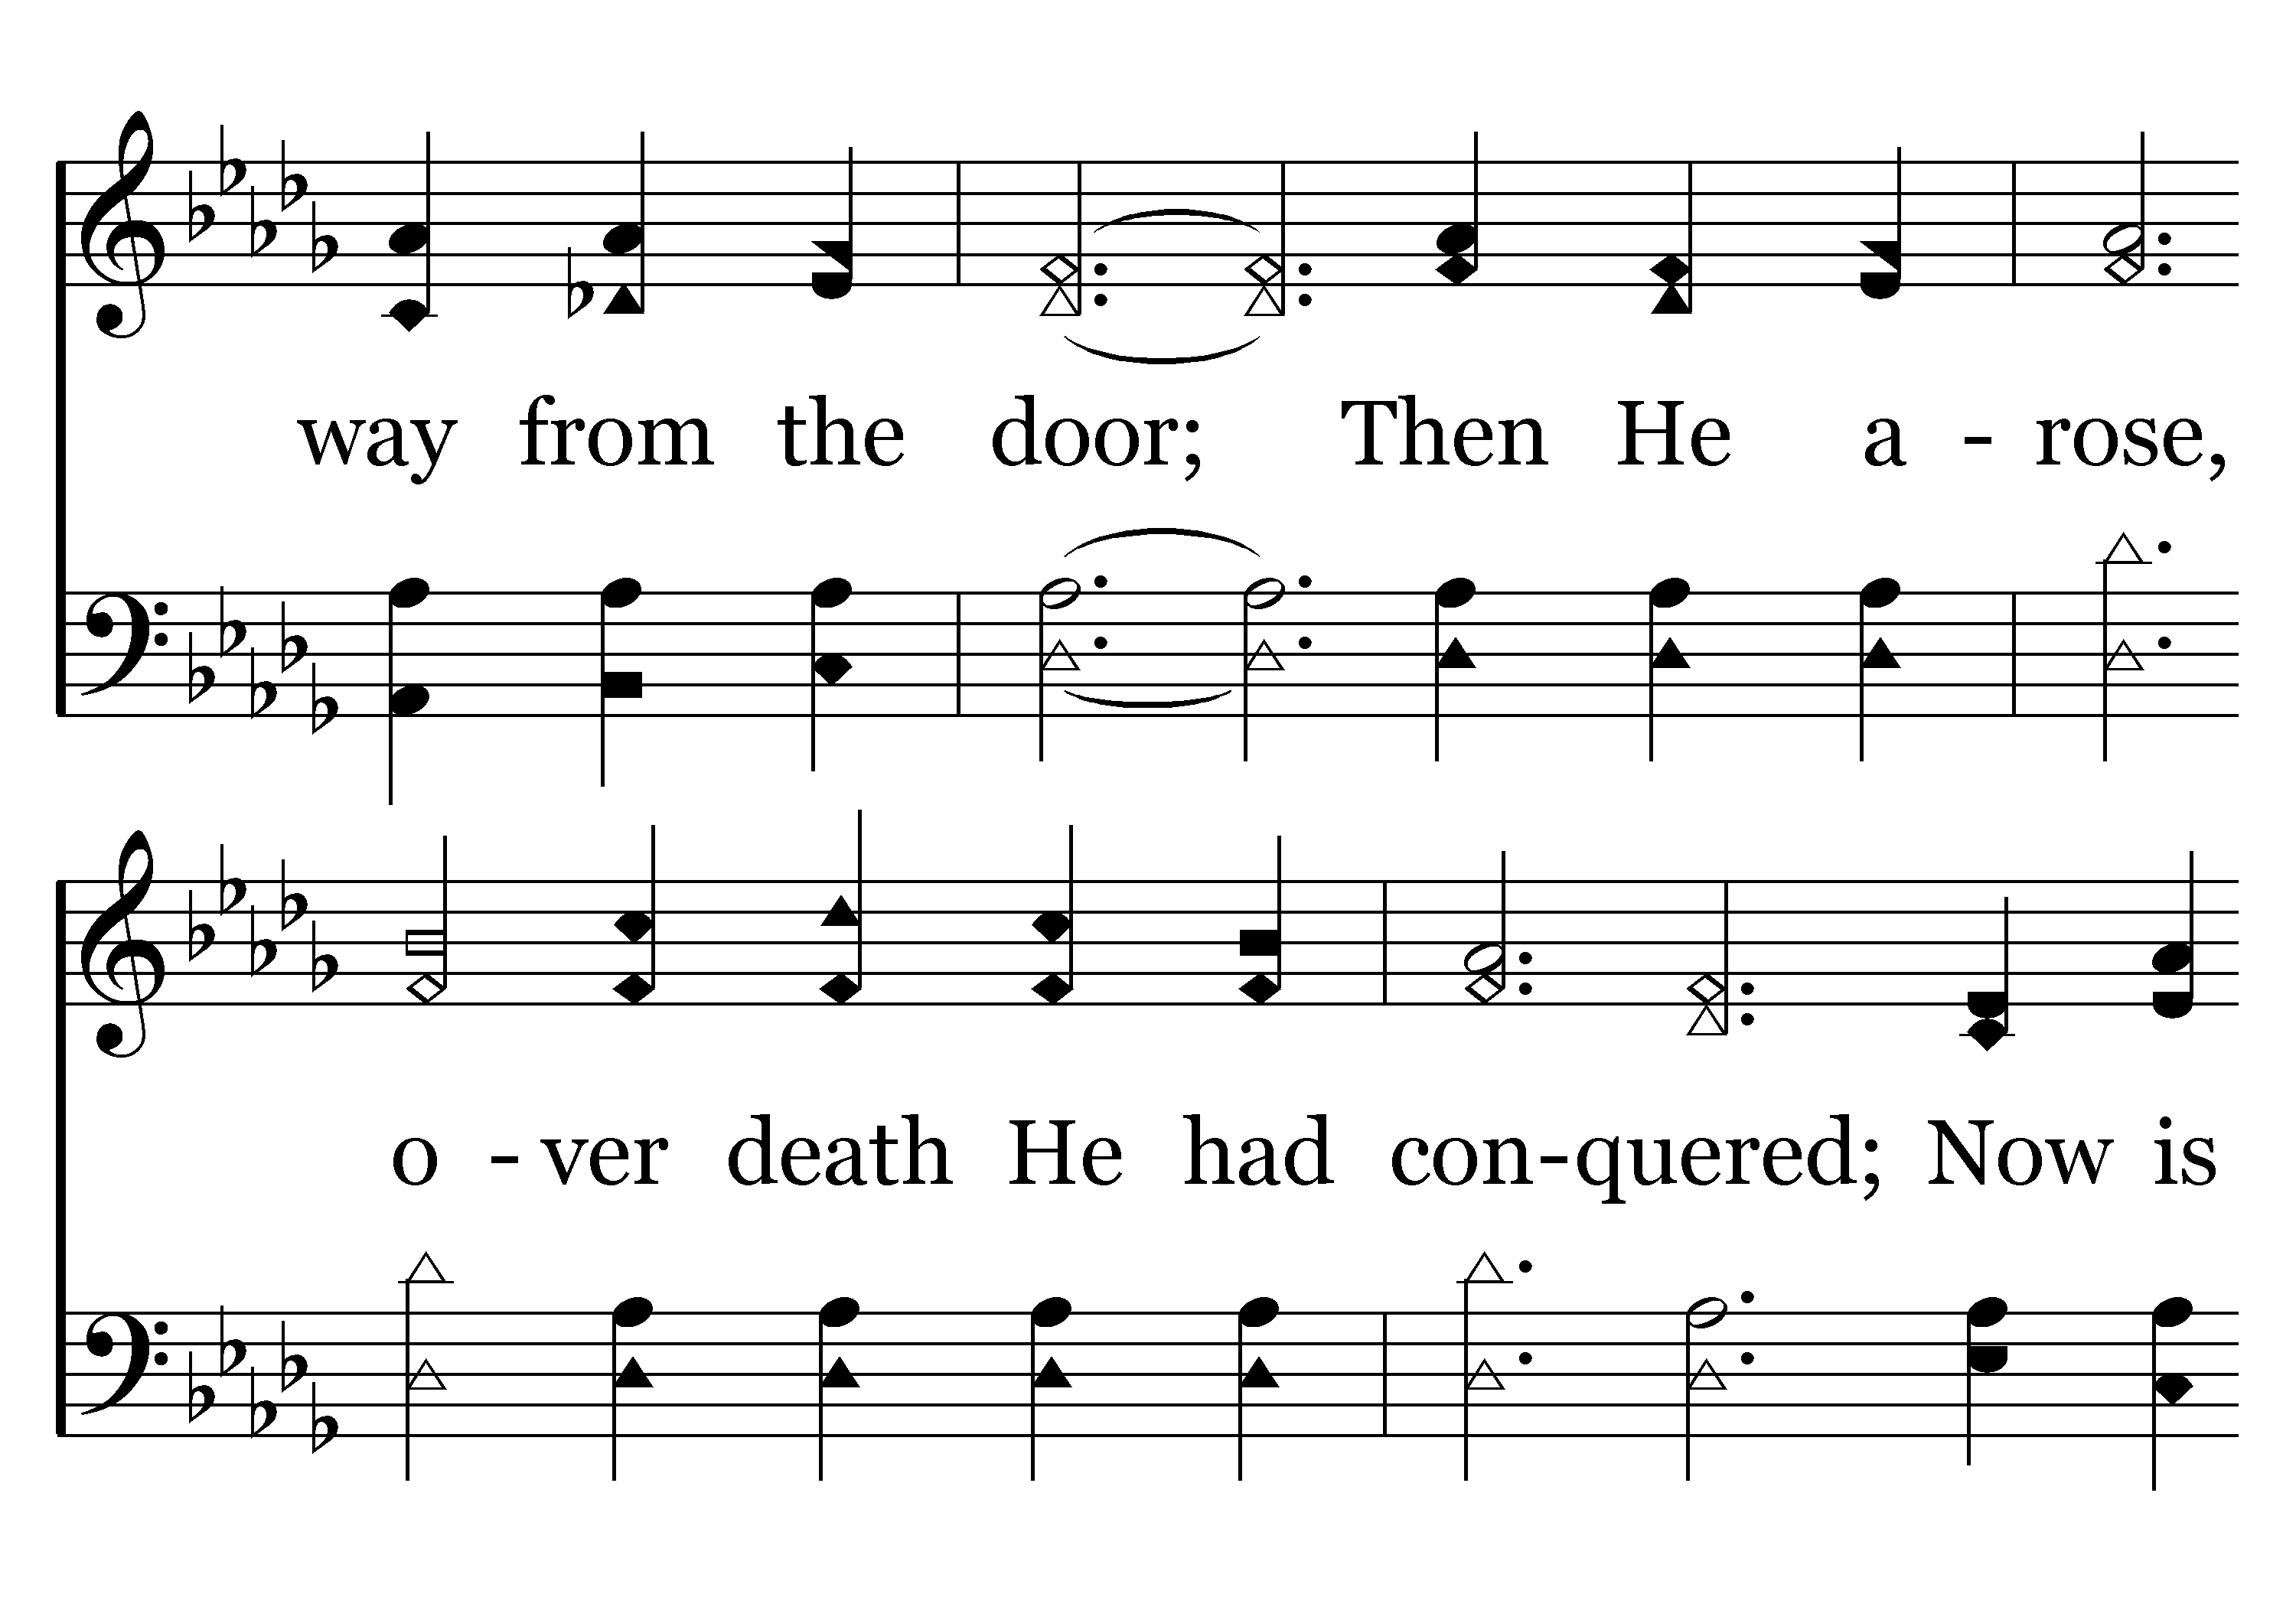 way from the door; Then He a - rose,
o - ver death He had con-quered; Now is